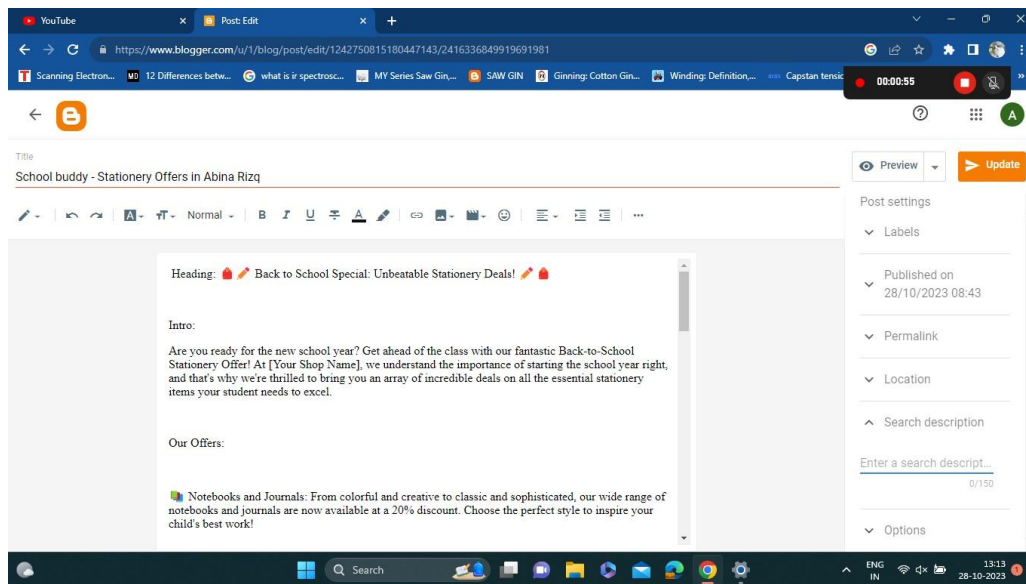 YouTube
Post: Edit
https://www.blogger.com/u/1/blog/post/edit/1242750815180447143/2416336849919691981
Scanning Electron... MD 12 Differences betw... what is ir spectrosc... MY Series Saw Gin,... SAW GIN Ginning: Cotton Gin... Winding: Definition,... Capstan tensic
00:00:55
A
Title
School buddy - Stationery Offers in Abina Rizq
Preview
Update
Normal
B I U A
Post settings
Labels
Published on
28/10/2023 08:43
Permalink
Location
Search description
Enter a search descript...
0/150
Options
Heading: 🎒 ✏️ Back to School Special: Unbeatable Stationery Deals! ✏️ 🎒
Intro:
Are you ready for the new school year? Get ahead of the class with our fantastic Back-to-School
Stationery Offer! At [Your Shop Name], we understand the importance of starting the school year right,
and that's why we're thrilled to bring you an array of incredible deals on all the essential stationery
items your student needs to excel.
Our Offers:
📚 Notebooks and Journals: From colorful and creative to classic and sophisticated, our wide range of
notebooks and journals are now available at a 20% discount. Choose the perfect style to inspire your
child's best work!
Search
ENG
IN
13:13
28-10-2023
1